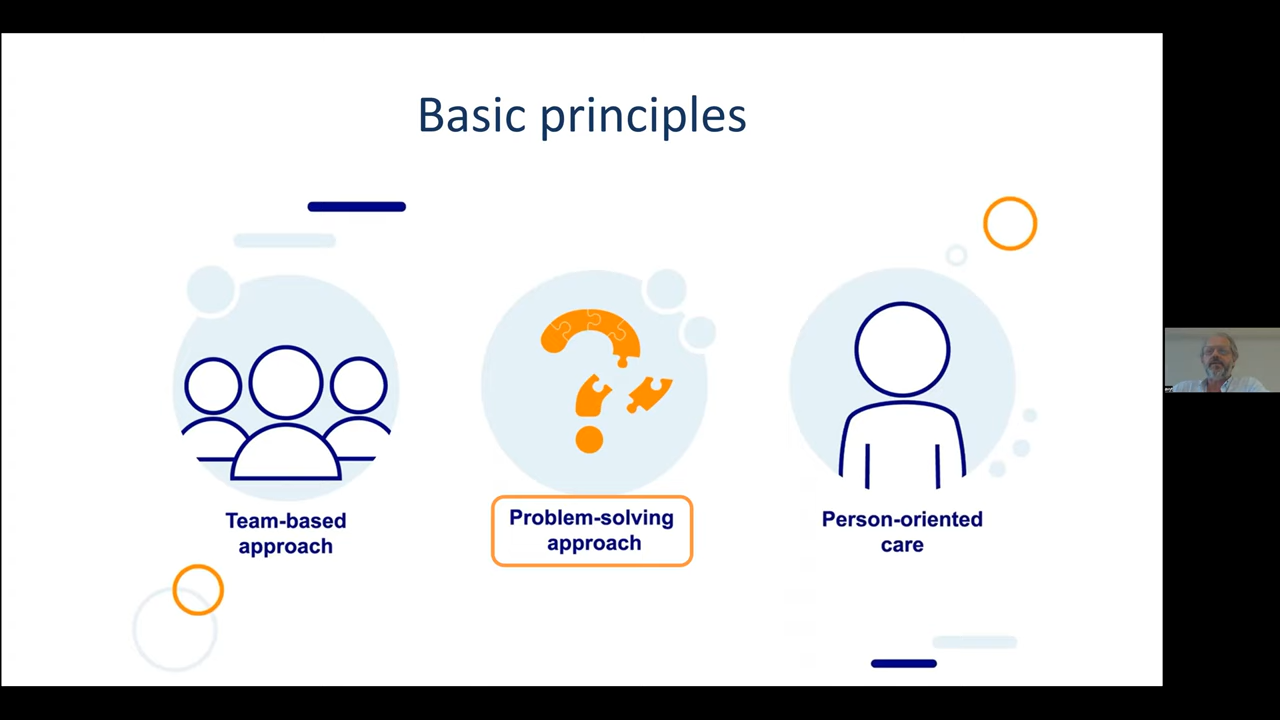 Basic principles
Team-based
approach
Problem-solving
approach
Person-oriented
care